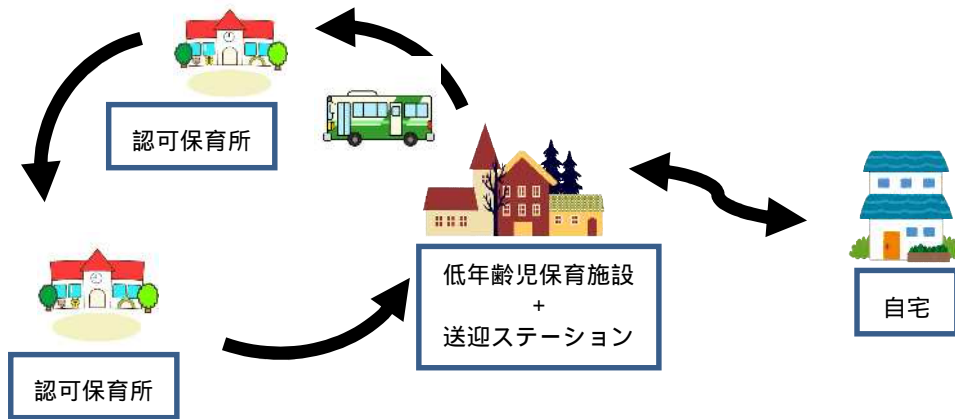 認可保育所
低年齢児保育施設
+
送迎ステーション
自宅
認可保育所